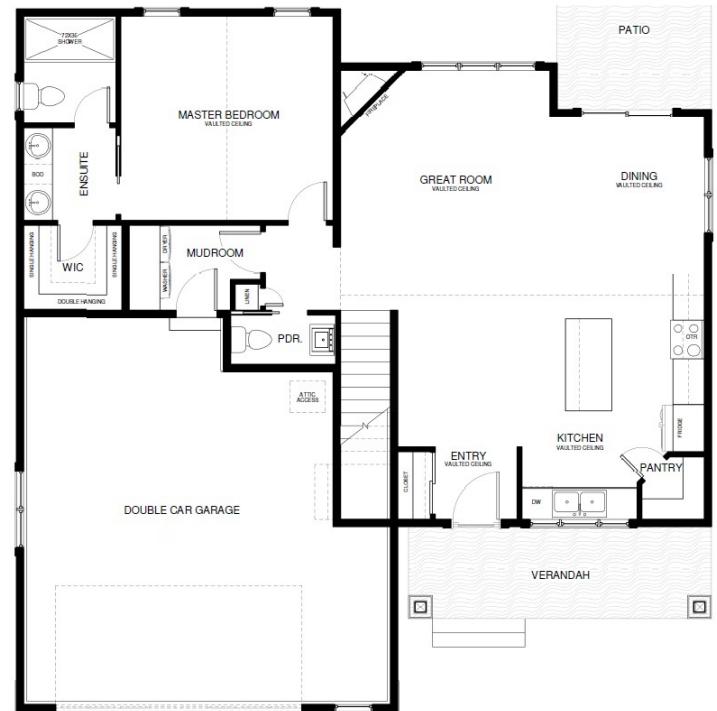 PATIO
72X36
SHOWER
FIREPLACE
MASTER BEDROOM
VAULTED CEILING
ENSUITE
BOD
GREAT ROOM
VAULTED CEILING
DINING
VAULTED CEILING
SINGLE HANGING
WIC
SINGLE HANGING
DOUBLE HANGING
DRYER
WASHER
MUDROOM
LINEN
PDR.
OTR
ATTIC
ACCESS
FRIDGE
KITCHEN
VAULTED CEILING
ENTRY
VAULTED CEILING
CLOSET
PANTRY
DW
DOUBLE CAR GARAGE
VERANDAH